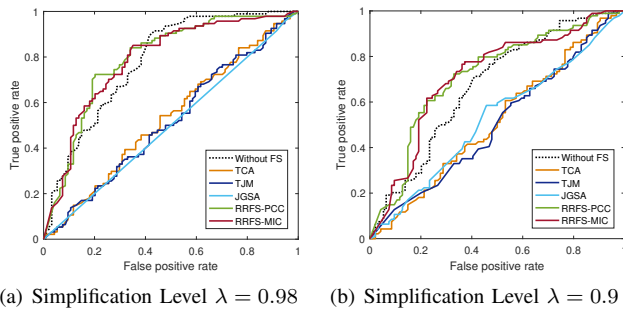 True positive rate
1
0.8
0.6
0.4
0.2
0
0 0.2 0.4 0.6 0.8 1
False positive rate
Without FS
TCA
TJM
JGSA
RRFS-PCC
RRFS-MIC
(a) Simplification Level λ = 0.98
True positive rate
1
0.8
0.6
0.4
0.2
0
0 0.2 0.4 0.6 0.8 1
False positive rate
Without FS
TCA
TJM
JGSA
RRFS-PCC
RRFS-MIC
(b) Simplification Level λ = 0.9